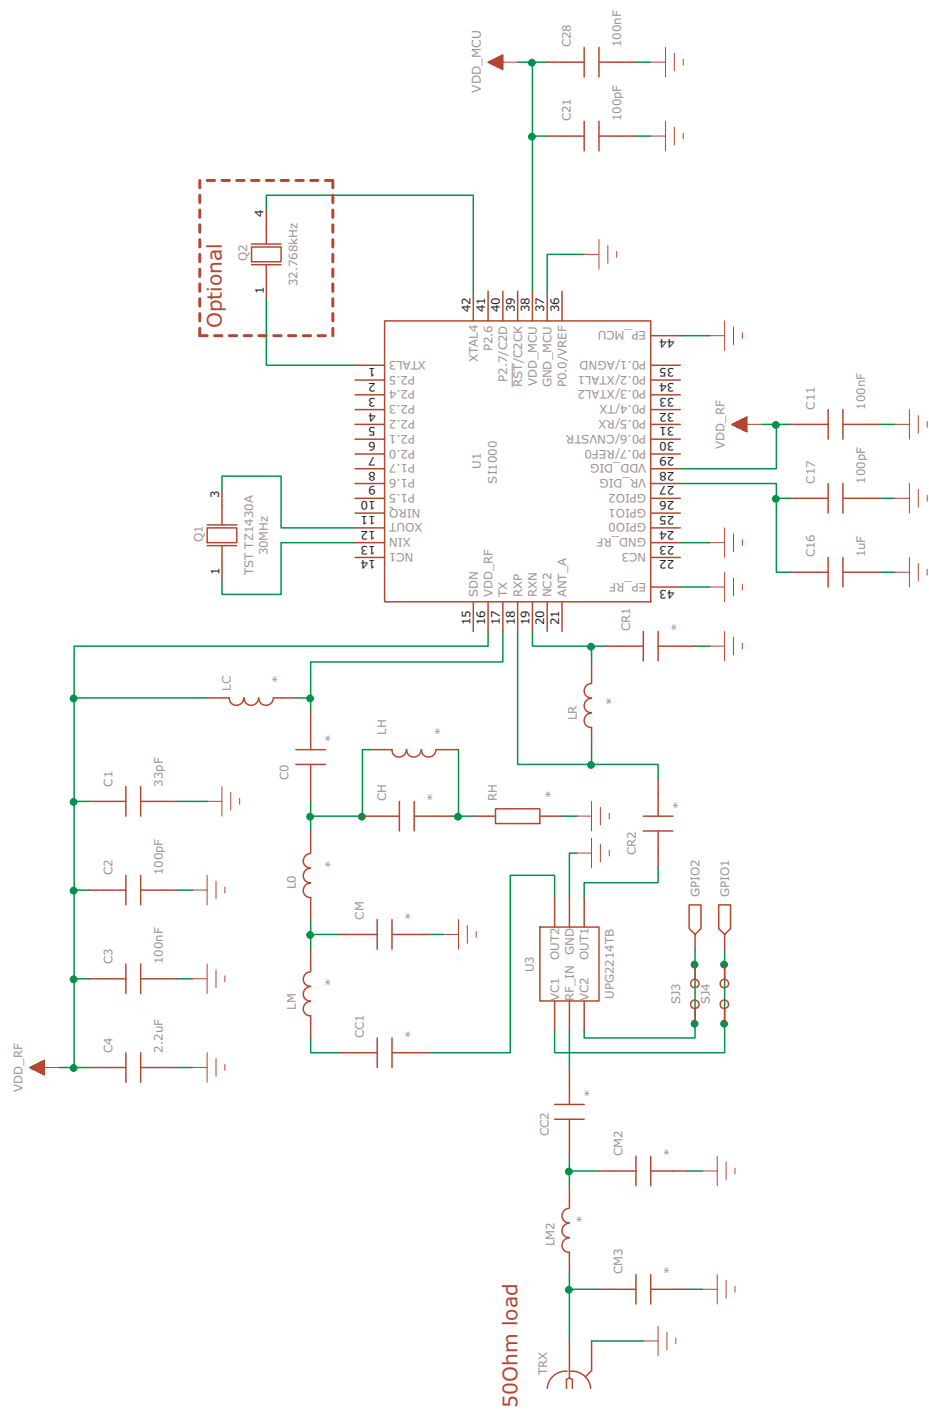 VDD_MCU
C28
100nF
C21
100pF
Optional
Q2
32.768kHz
1
4
Q1
TST TZ1430A
30MHz
1
3
U1
SI1000
XTAL3
1
P2.5
2
P2.4
3
P2.3
4
P2.2
5
P2.1
6
P2.0
7
P1.7
8
P1.6
9
P1.5
10
NIRQ
11
XOUT
12
XIN
13
NC1
14
SDN
15
VDD_RF
16
TX
17
RXP
18
RXN
19
NC2
20
ANT_A
21
NC3
22
GND_RF
23
GPIO0
24
GPIO1
25
GPIO2
26
VR_DIG
27
VDD_DIG
28
P0.7/REF0
29
P0.6/CNVSTR
30
P0.5/RX
31
P0.4/TX
32
P0.3/XTAL2
33
P0.2/XTAL1
34
P0.1/AGND
35
P0.0/VREF
36
GND_MCU
37
VDD_MCU
38
RST/C2CK
39
P2.7/C2D
40
P2.6
41
XTAL4
42
EP_RF
43
EP_MCU
44
VDD_RF
C11
100nF
C17
100pF
C16
1uF
CR1
*
LR
*
CR2
*
LC
*
C0
*
LH
*
CH
*
RH
*
L0
*
CM
*
LM
*
CC1
*
C1
33pF
C2
100pF
C3
100nF
C4
2.2uF
VDD_RF
U3
UPG2214TB
VC1
OUT2
RF_IN
GND
VC2
OUT1
GPIO2
GPIO1
SJ3
SJ4
CC2
*
CM2
*
LM2
*
CM3
*
TRX
50Ohm load